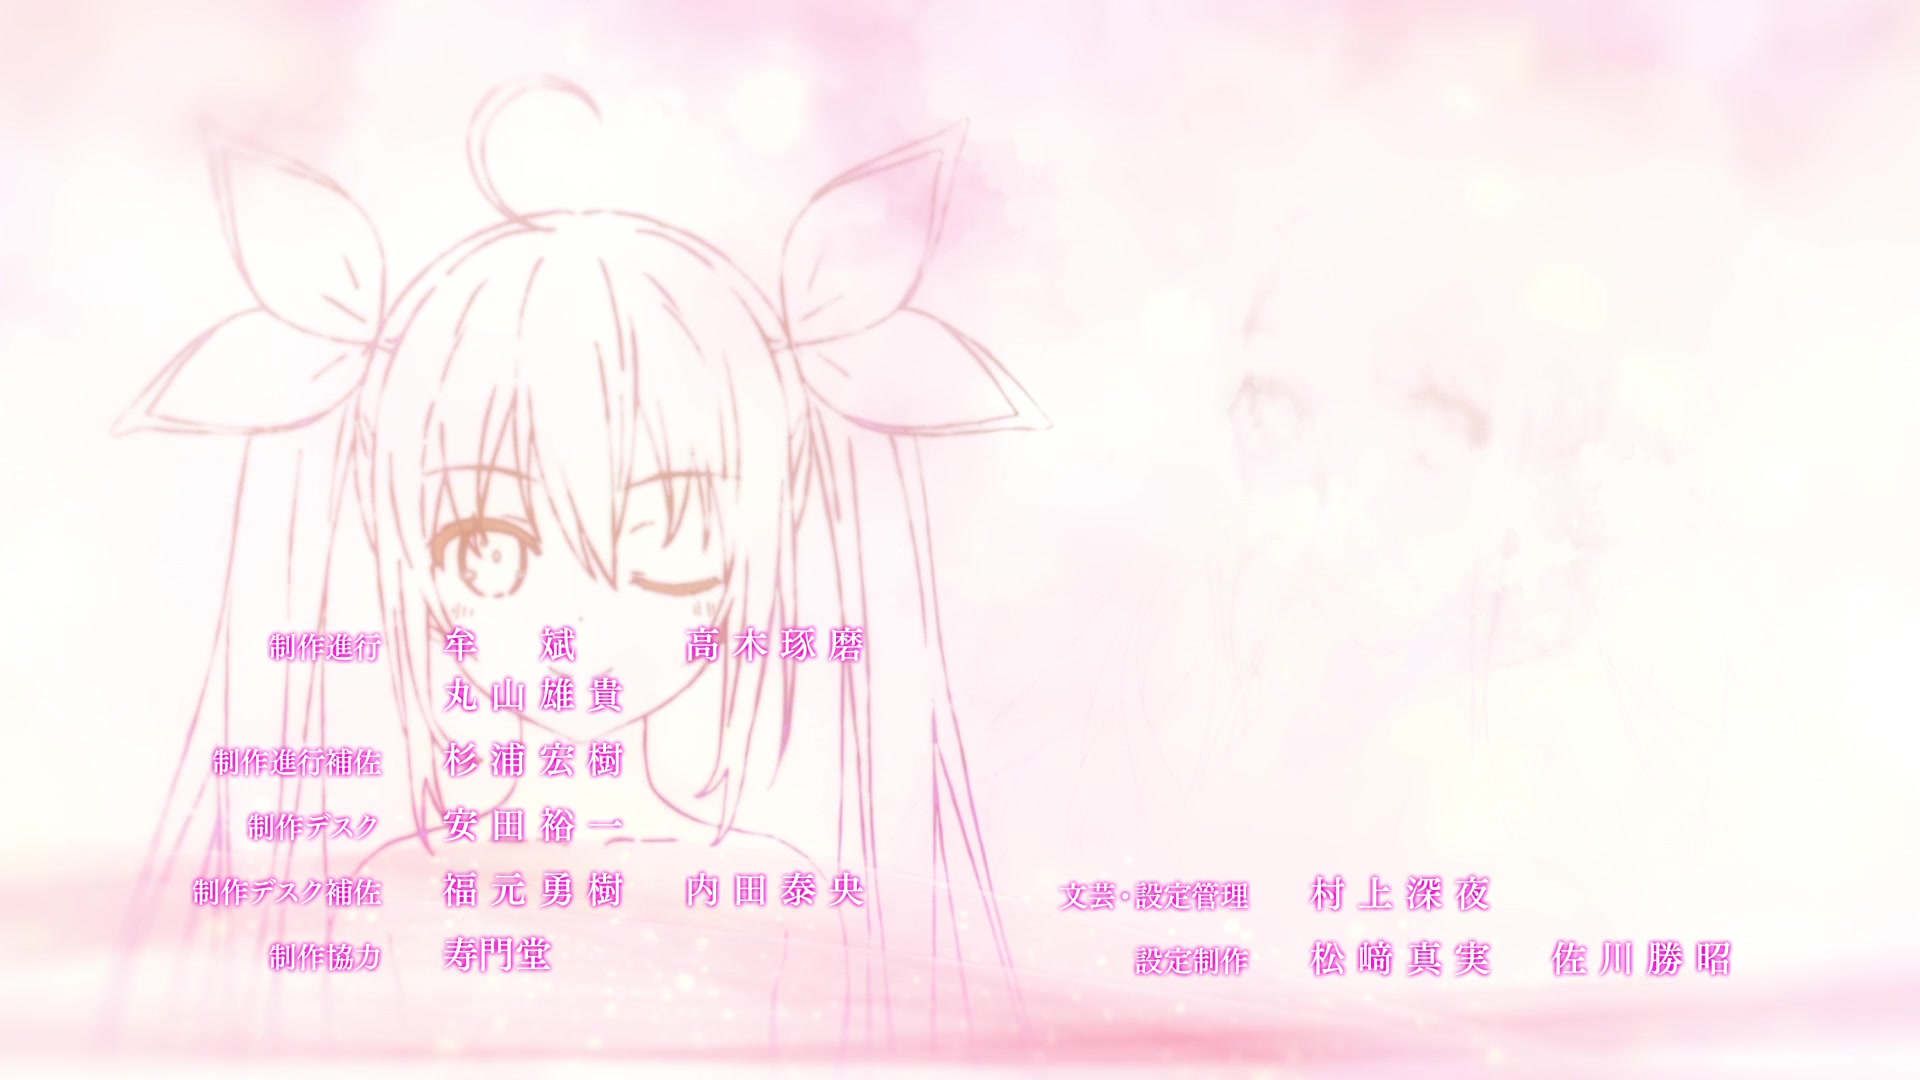 制作進行 牟 斌 高木琢磨
丸山雄貴
制作進行補佐 杉浦宏樹
制作デスク 安田裕一
制作デスク補佐 福元勇樹 内田泰央
制作協力 寿門堂
文芸・設定管理 村上深夜
設定制作 松﨑真実 佐川勝昭